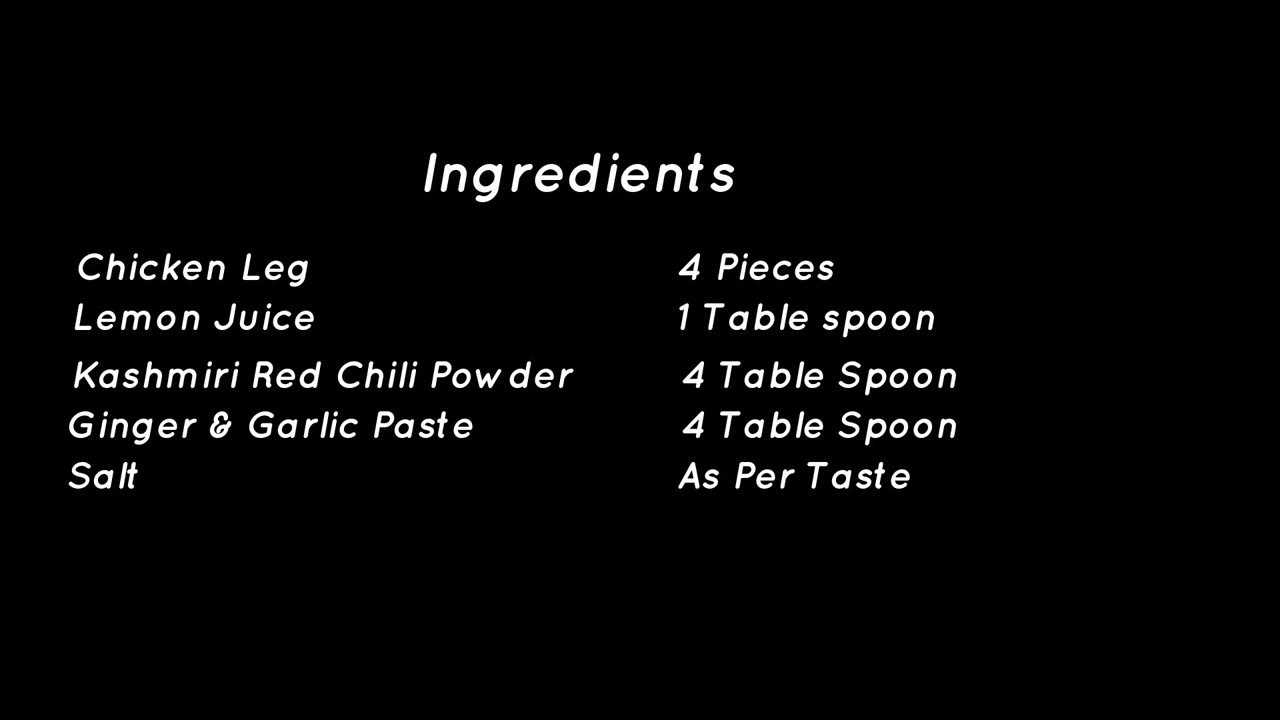 Ingredients
Chicken Leg 4 Pieces
Lemon Juice 1 Table spoon
Kashmiri Red Chili Powder 4 Table Spoon
Ginger & Garlic Paste 4 Table Spoon
Salt As Per Taste